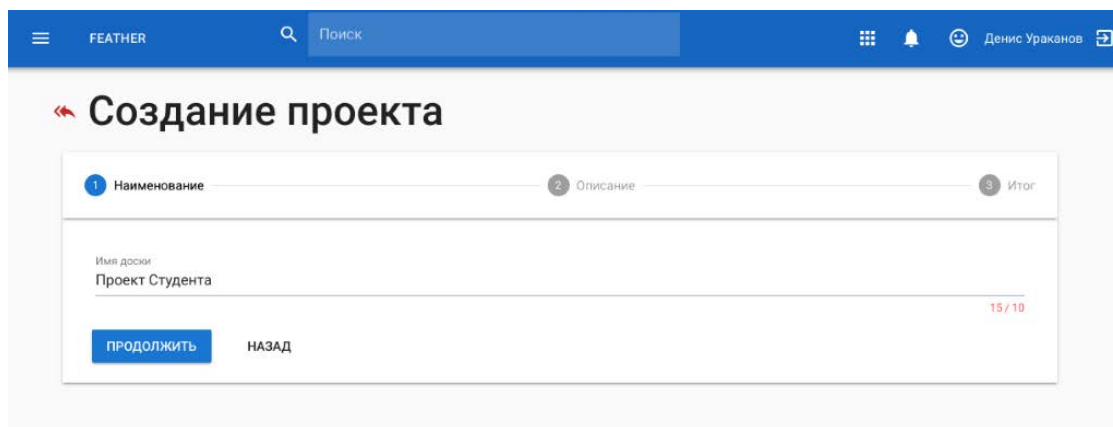 FEATHER Поиск Денис Ураканов
Создание проекта
1 Наименование 2 Описание 3 Итог
Имя доски
Проект Студента
15 / 10
ПРОДОЛЖИТЬ НАЗАД